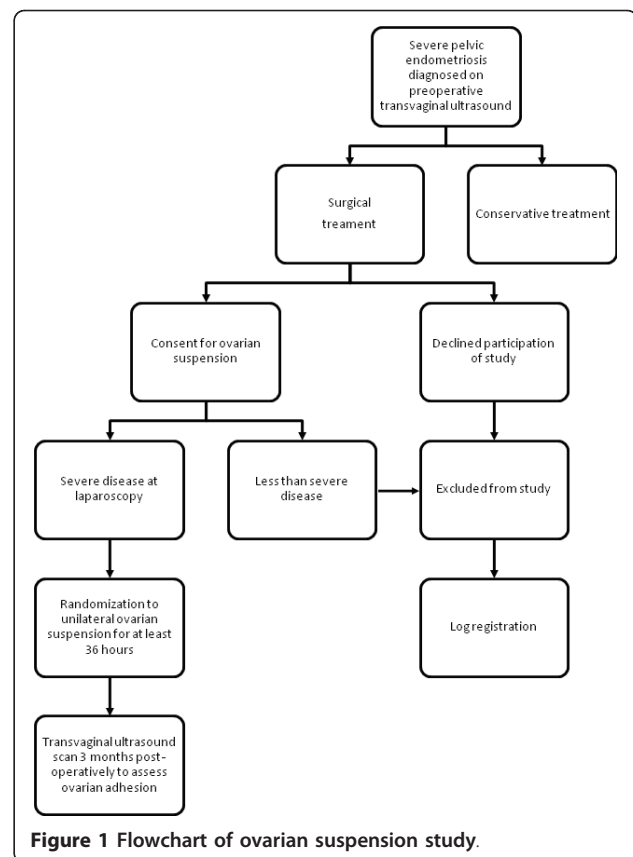 Severe pelvic
endometriosis
diagnosed on
preoperative
transvaginal ultrasound
Surgical
treament
Conservative treatment
Consent for ovarian
suspension
Declined participation
of study
Severe disease at
laparoscopy
Less than severe
disease
Excluded from study
Randomization to
unilateral ovarian
suspension for at least
36 hours
Log registration
Transvaginal ultrasound
scan 3 months post-
operatively to assess
ovarian adhesion
Figure 1 Flowchart of ovarian suspension study.